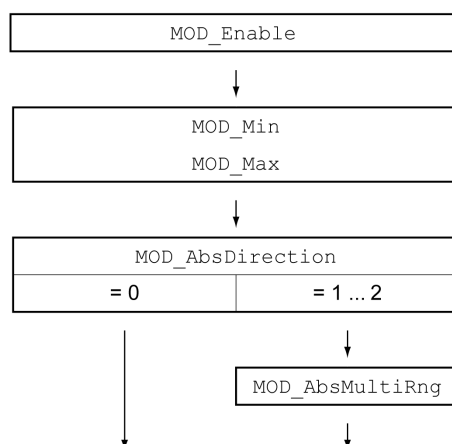 MOD_Enable
MOD_Min
MOD_Max
MOD_AbsDirection
= 0
= 1 ... 2
MOD_AbsMultiRng